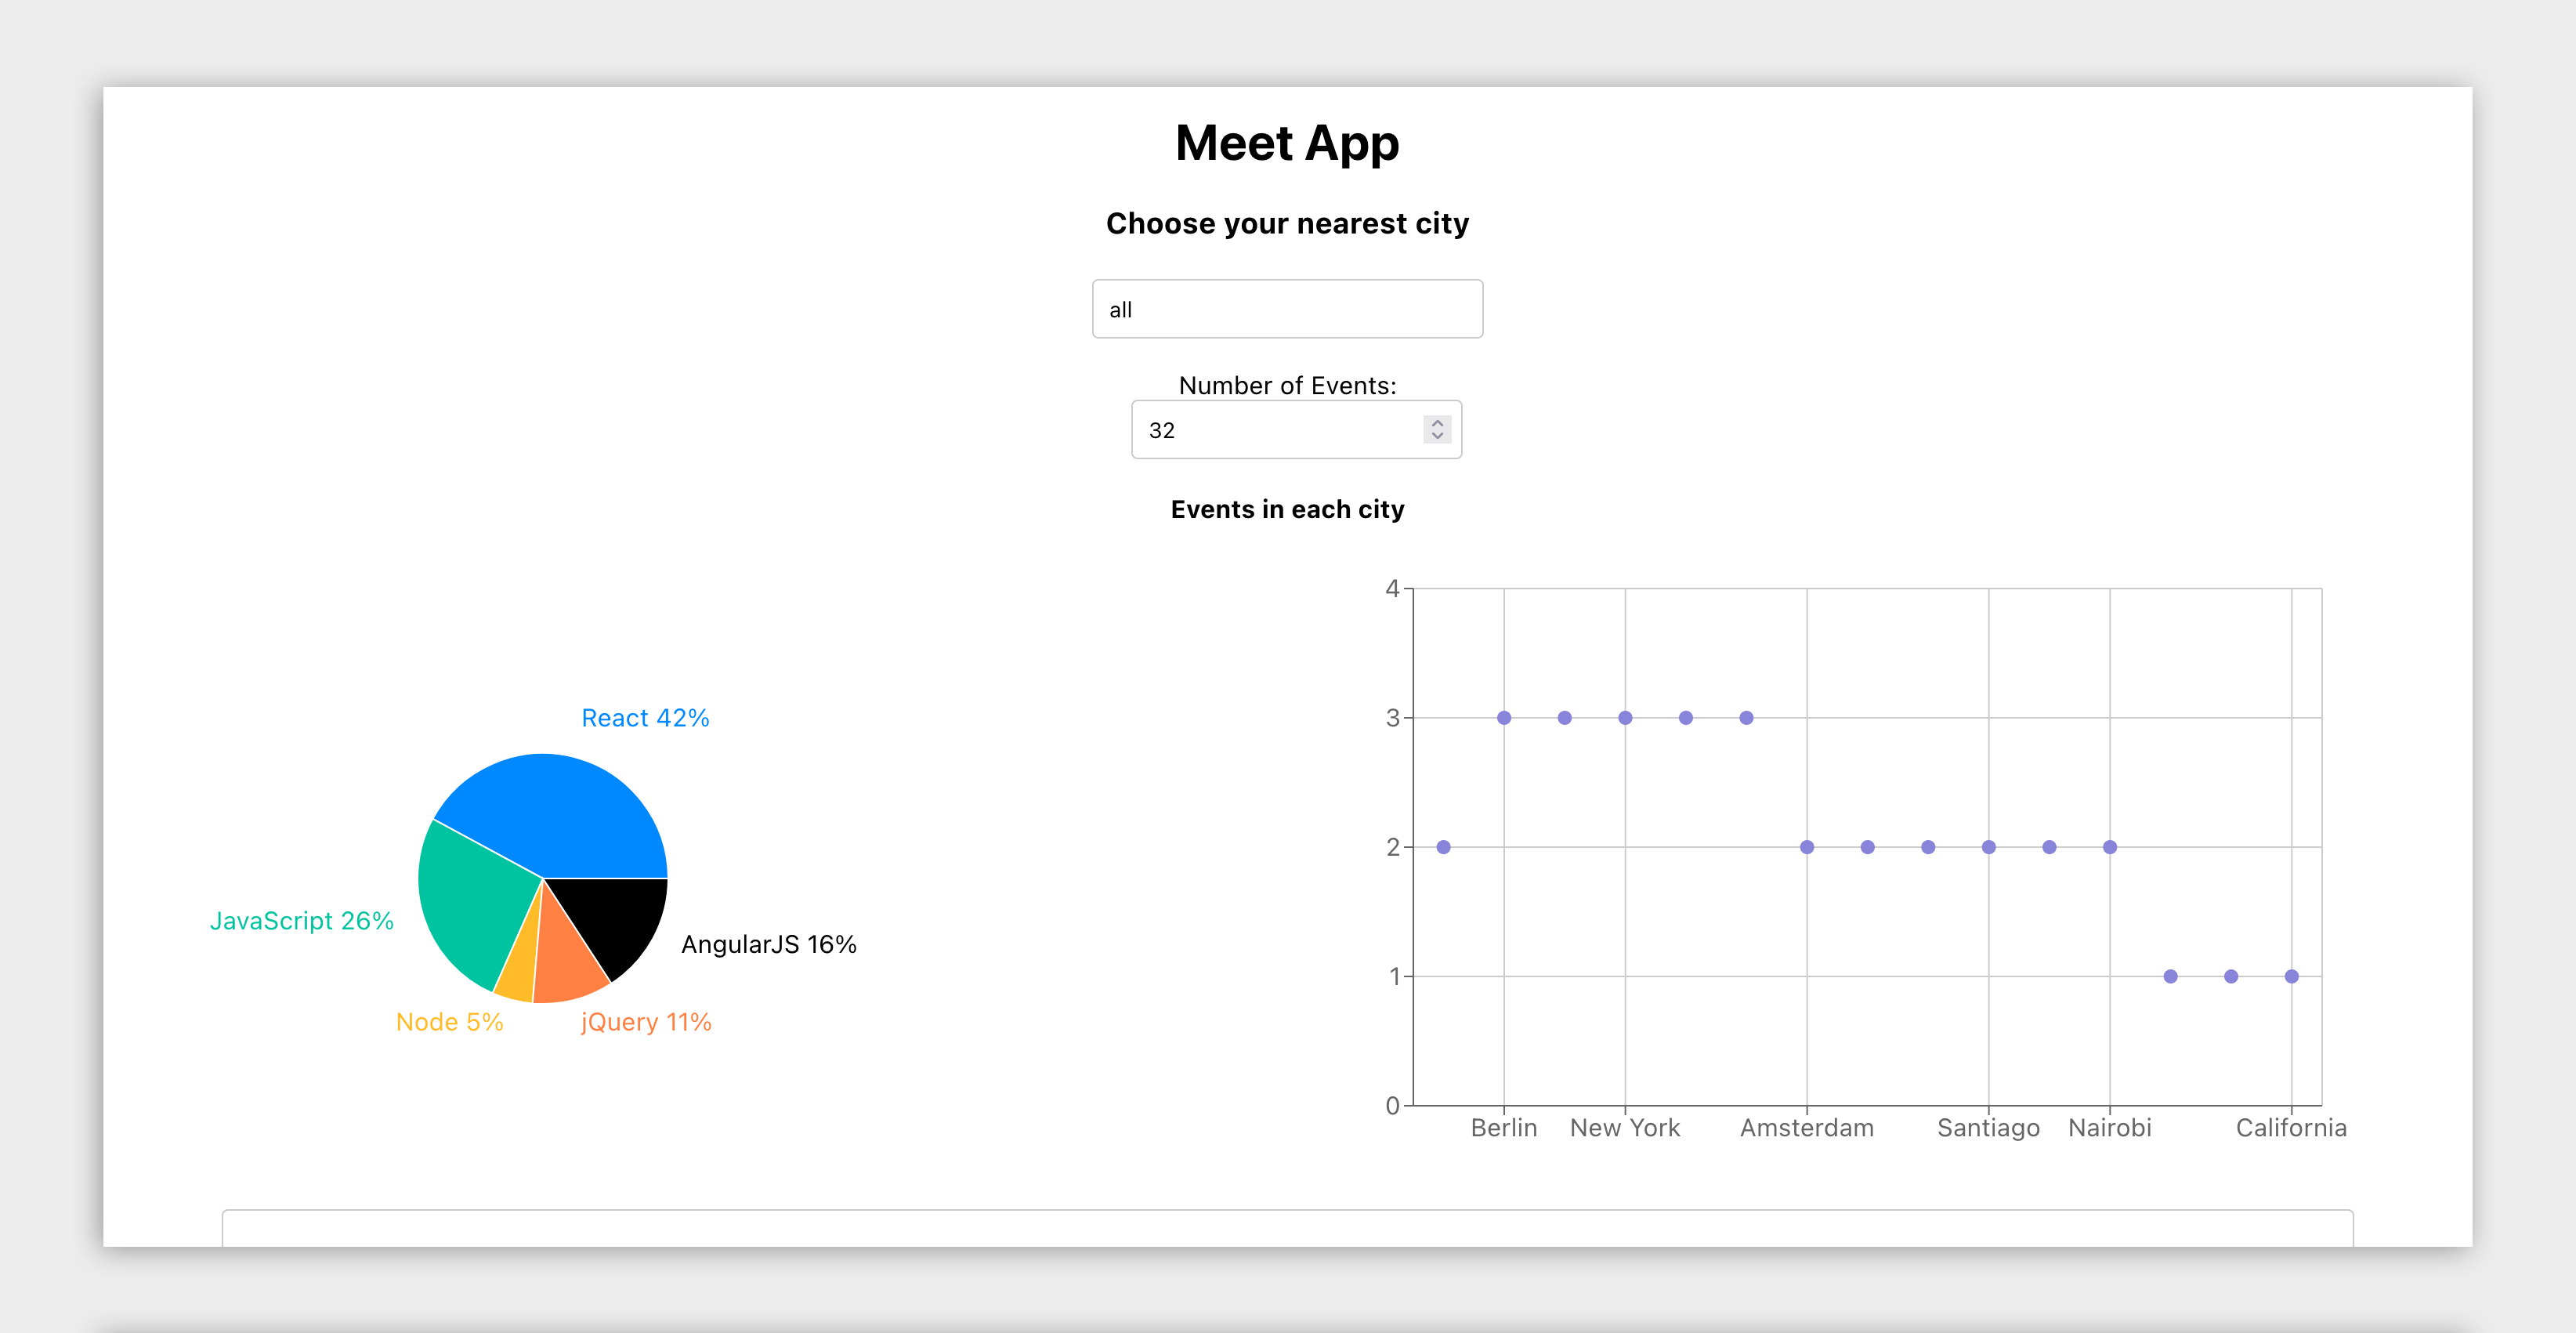 Meet App
Choose your nearest city
all
Number of Events:
32
Events in each city
React 42%
JavaScript 26%
AngularJS 16%
Node 5%
jQuery 11%
4
3
2
1
0
Berlin New York Amsterdam Santiago Nairobi California